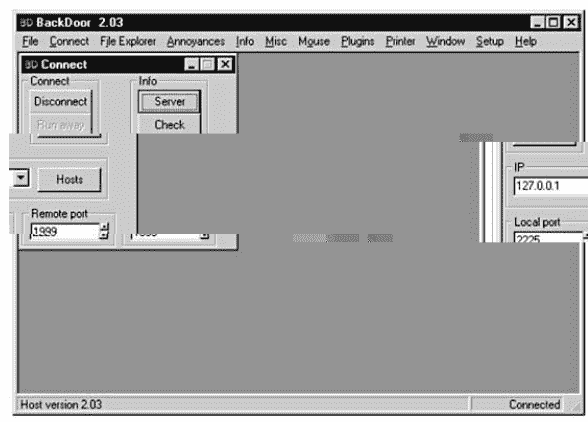 BD BackDoor 2.03
File Connect File Explorer Annoyances Info Misc Mouse Plugins Printer Window Setup Help
BD Connect
Connect Info
Disconnect Server
Run away Check
IP
Hosts 127.0.0.1
Remote port Local port
1999
2225
Host version 2.03 Connected